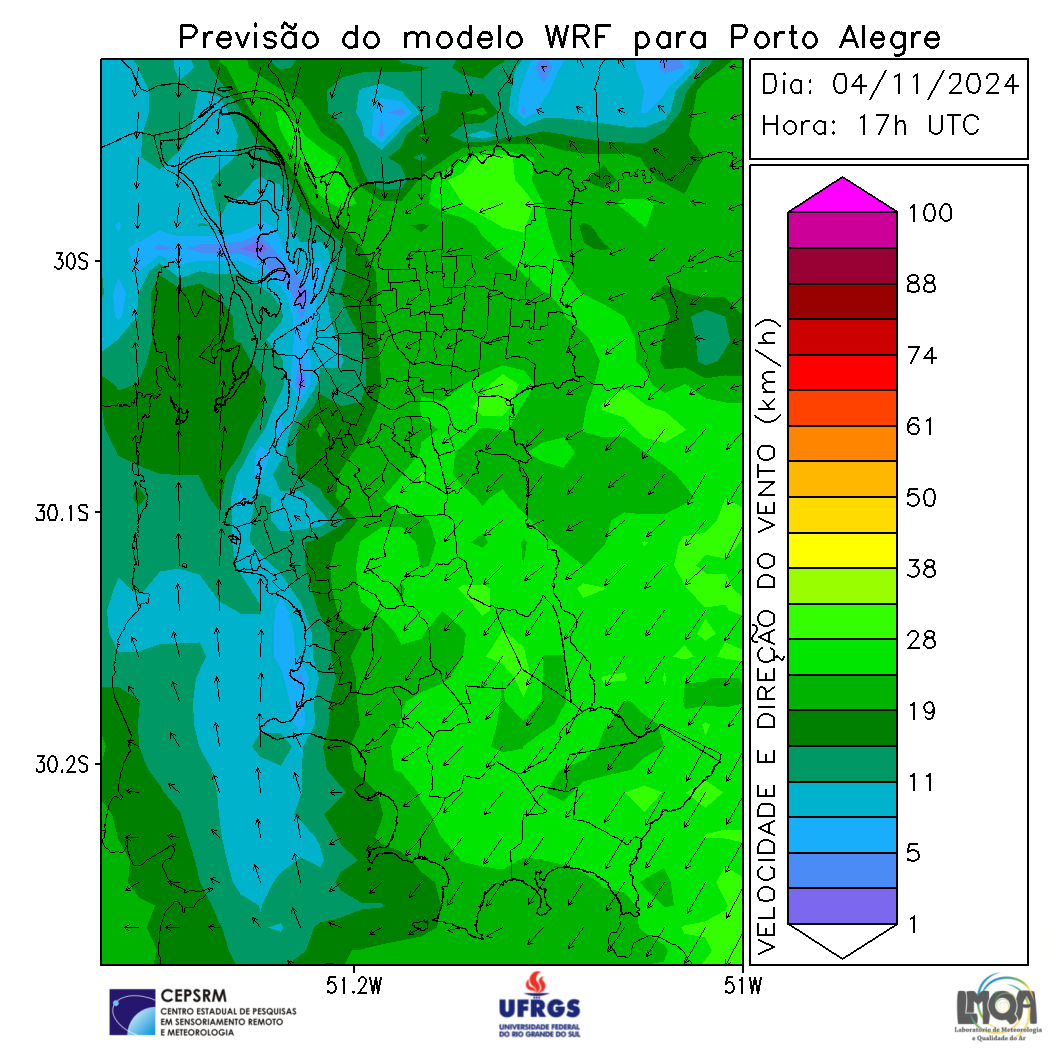 Previsão do modelo WRF para Porto Alegre
Dia: 04/11/2024
Hora: 17h UTC
30S
30.1S
30.2S
51.2W
51W
VELOCIDADE E DIREÇÃO DO VENTO (km/h)
100
88
74
61
50
38
28
19
11
5
1
CEPSRM
CENTRO ESTADUAL DE PESQUISAS
EM SENSORIAMENTO REMOTO
E METEOROLOGIA
UFRGS
UNIVERSIDADE FEDERAL
DO RIO GRANDE DO SUL
LMQA
Laboratório de Meteorologia
e Qualidade do Ar